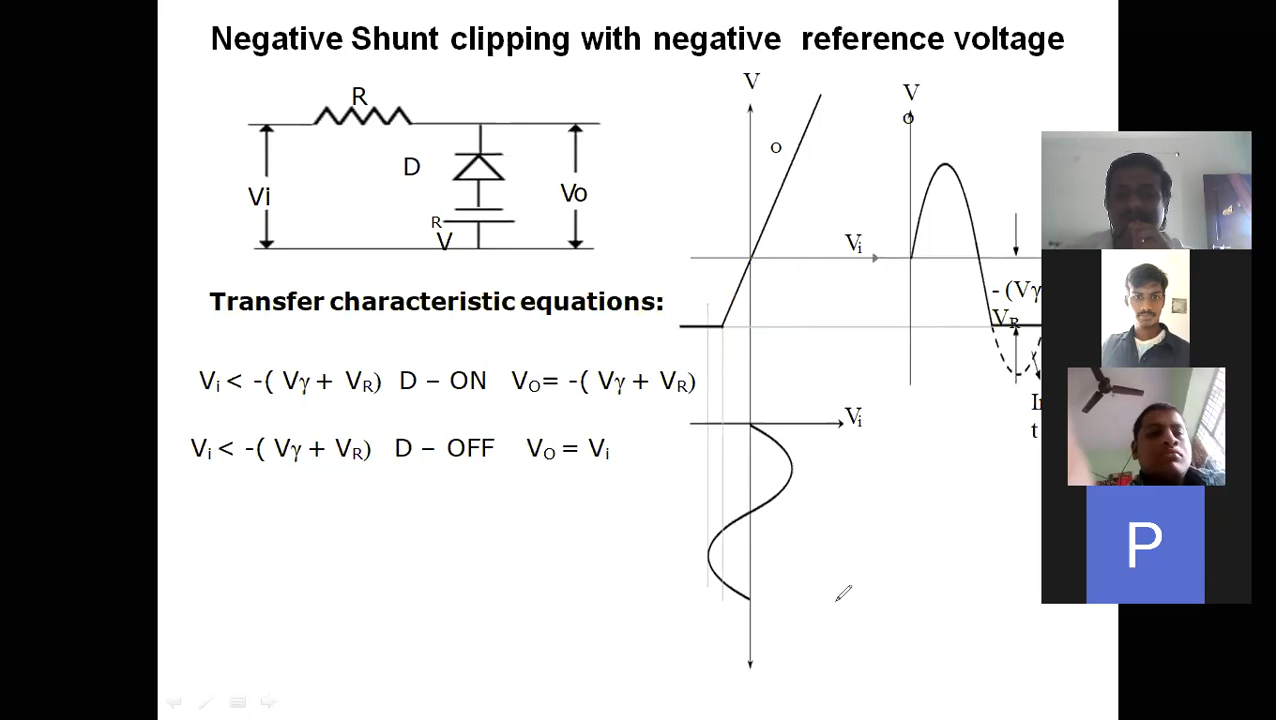 Negative Shunt clipping with negative reference voltage
R
D
Vi
Vo
R
V
V
o
Vi
V
o
- (Vγ
VR
Transfer characteristic equations:
Vi < -( Vγ + VR) D – ON VO= -( Vγ + VR)
Vi < -( Vγ + VR) D – OFF VO = Vi
Vi
t
P